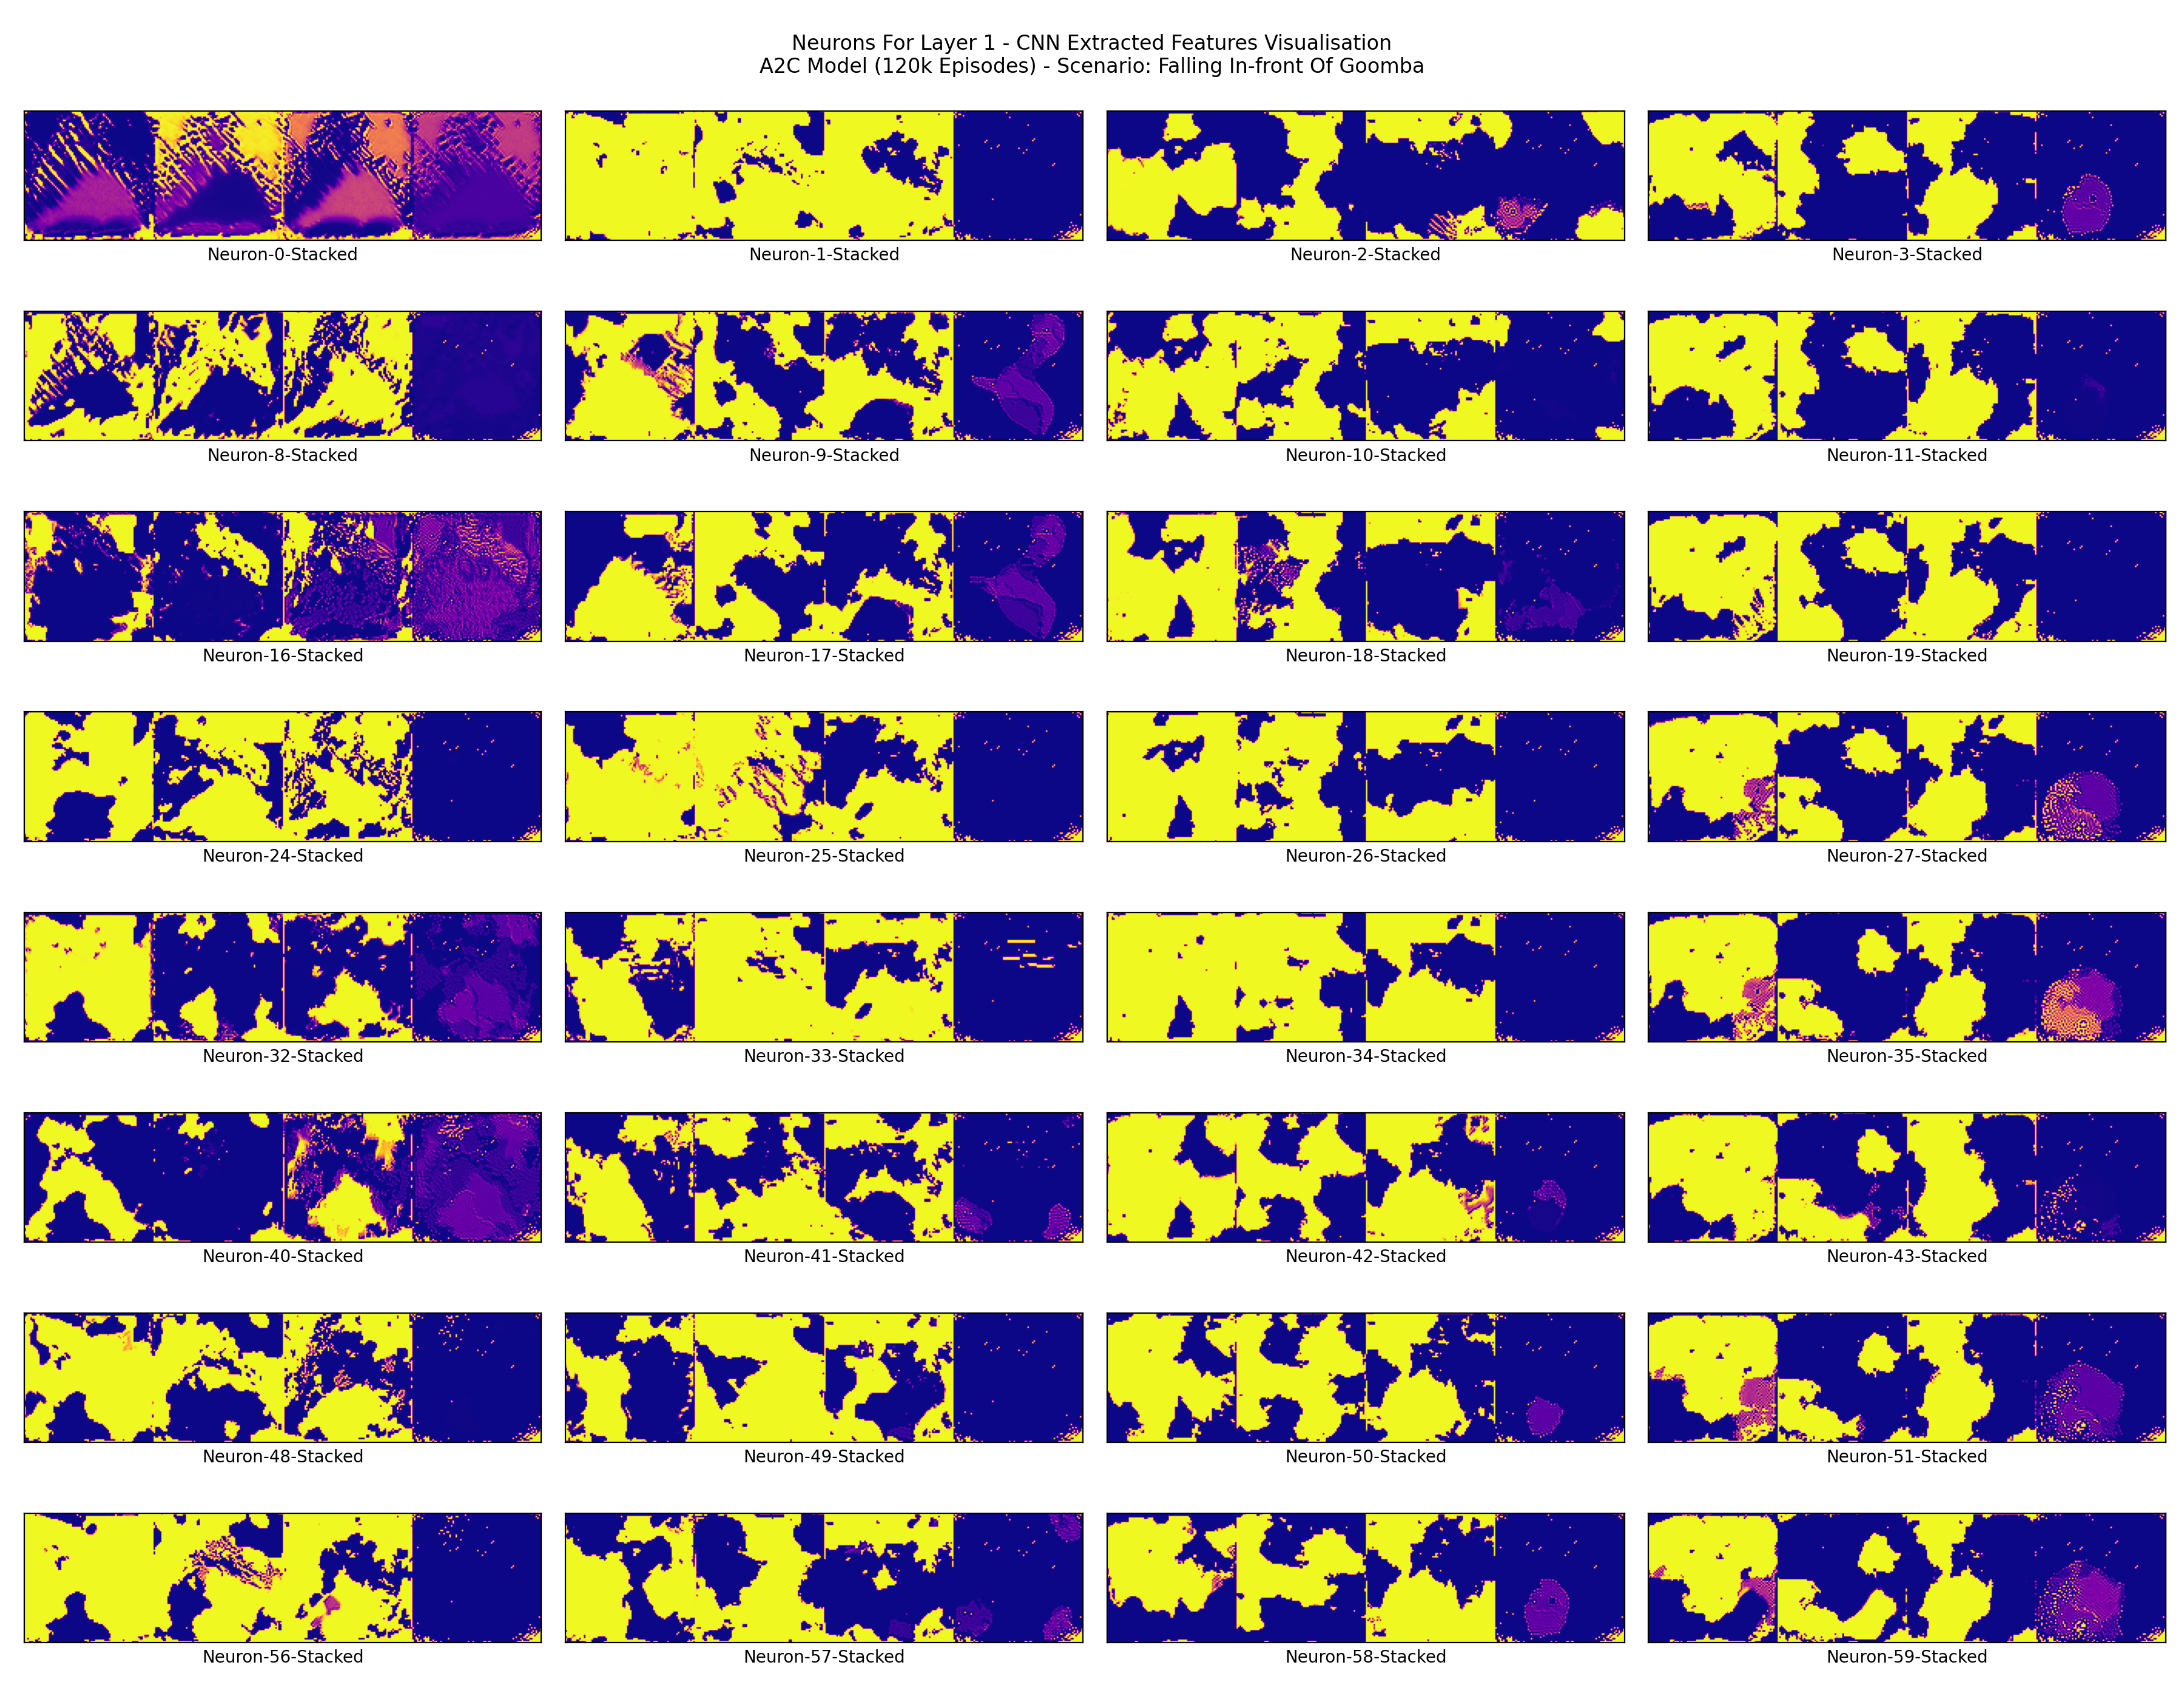 Neurons For Layer 1 - CNN Extracted Features Visualisation
A2C Model (120k Episodes) - Scenario: Falling In-front Of Goomba
Neuron-0-Stacked
Neuron-1-Stacked
Neuron-2-Stacked
Neuron-3-Stacked
Neuron-8-Stacked
Neuron-9-Stacked
Neuron-10-Stacked
Neuron-11-Stacked
Neuron-16-Stacked
Neuron-17-Stacked
Neuron-18-Stacked
Neuron-19-Stacked
Neuron-24-Stacked
Neuron-25-Stacked
Neuron-26-Stacked
Neuron-27-Stacked
Neuron-32-Stacked
Neuron-33-Stacked
Neuron-34-Stacked
Neuron-35-Stacked
Neuron-40-Stacked
Neuron-41-Stacked
Neuron-42-Stacked
Neuron-43-Stacked
Neuron-48-Stacked
Neuron-49-Stacked
Neuron-50-Stacked
Neuron-51-Stacked
Neuron-56-Stacked
Neuron-57-Stacked
Neuron-58-Stacked
Neuron-59-Stacked